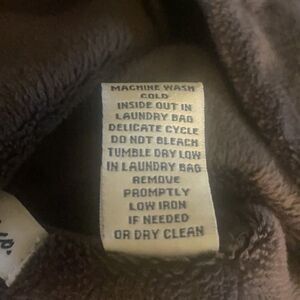 MACHINE WASH
COLD
INSIDE OUT IN
LAUNDRY BAG
DELICATE CYCLE
DO NOT BLEACH
TUMBLE DRY LOW
IN LAUNDRY BAG
REMOVE
PROMPTLY
LOW IRON
IF NEEDED
OR DRY CLEAN